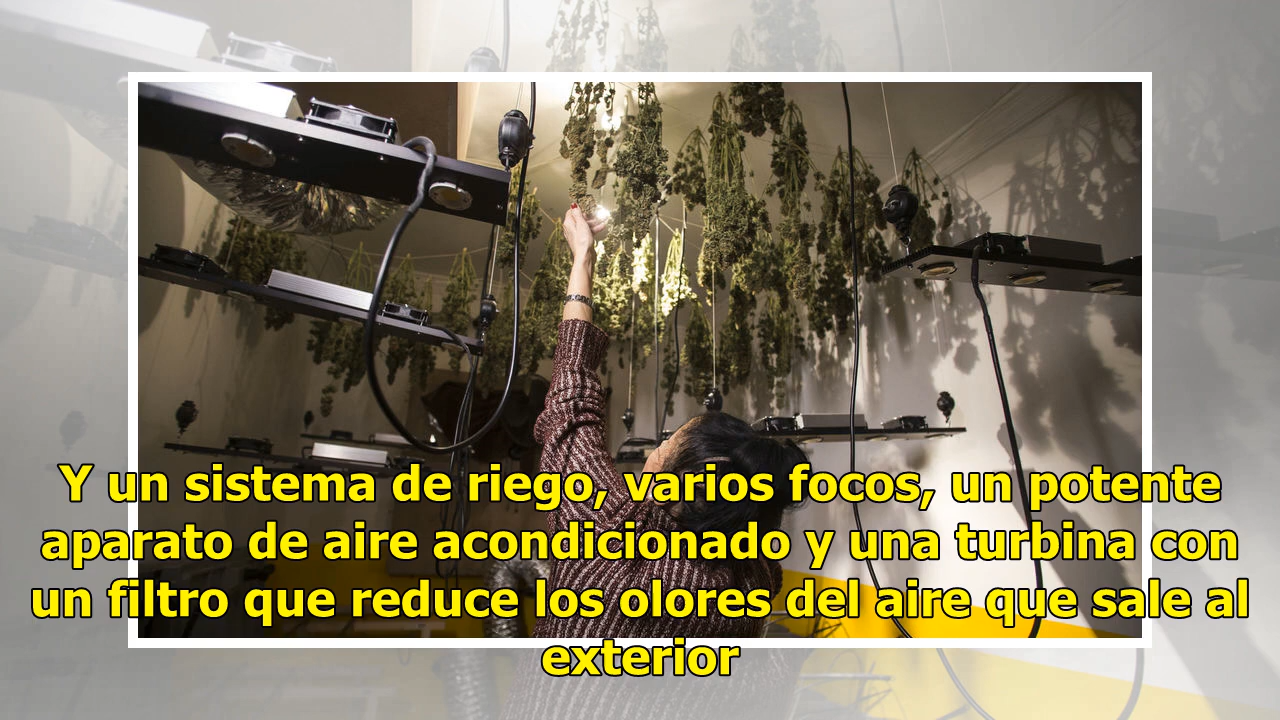 Y un sistema de riego, varios focos, un potente
aparato de aire acondicionado y una turbina con
un filtro que reduce los olores del aire que sale al
exterior